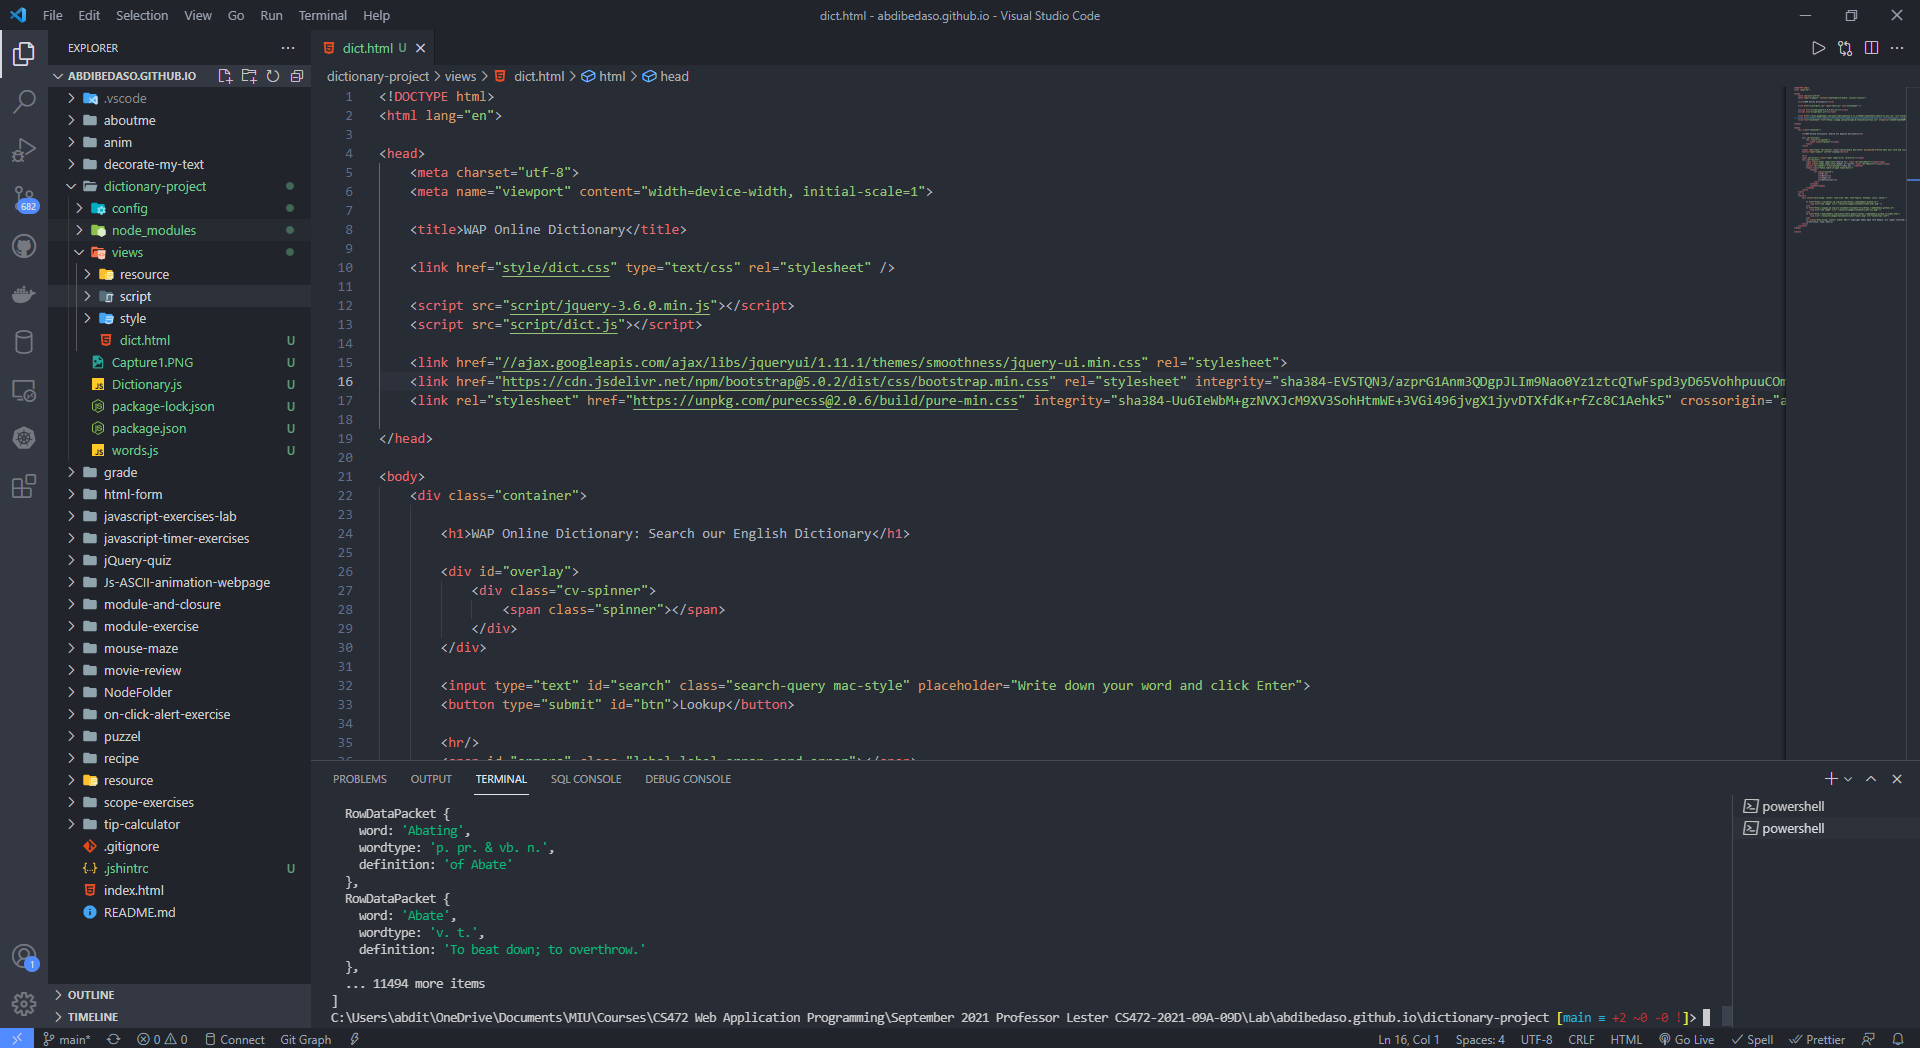 File Edit Selection View Go Run Terminal Help
dict.html - abdibedaso.github.io - Visual Studio Code
EXPLORER
ABDIBEDASO.GITHUB.IO
.vscode
aboutme
anim
decorate-my-text
dictionary-project
config
node_modules
views
resource
script
style
dict.html U
Capture1.PNG U
Dictionary.js U
package-lock.json U
package.json U
words.js U
grade
html-form
javascript-exercises-lab
javascript-timer-exercises
jQuery-quiz
Js-ASCII-animation-webpage
module-and-closure
module-exercise
mouse-maze
movie-review
NodeFolder
on-click-alert-exercise
puzzel
recipe
resource
scope-exercises
tip-calculator
.gitignore
.jshintrc U
index.html
README.md
OUTLINE
TIMELINE
682
1
dict.html U
dictionary-project > views > dict.html > html > head
1 <!DOCTYPE html>
2 <html lang="en">
3
4 <head>
5 <meta charset="utf-8">
6 <meta name="viewport" content="width=device-width, initial-scale=1">
7
8 <title>WAP Online Dictionary</title>
9
10 <link href="style/dict.css" type="text/css" rel="stylesheet" />
11
12 <script src="script/jquery-3.6.0.min.js"></script>
13 <script src="script/dict.js"></script>
14
15 <link href="//ajax.googleapis.com/ajax/libs/jqueryui/1.11.1/themes/smoothness/jquery-ui.min.css" rel="stylesheet">
16 <link href="https://cdn.jsdelivr.net/npm/bootstrap@5.0.2/dist/css/bootstrap.min.css" rel="stylesheet" integrity="sha384-EVSTQN3/azprG1Anm3QDgpJLIm9Nao0Yz1ztcQTwFspd3yD65VohhpuuCOm
17 <link rel="stylesheet" href="https://unpkg.com/purecss@2.0.6/build/pure-min.css" integrity="sha384-Uu6IeWbM+gzNVXJcM9XV3SohHtmWE+3VGi496jvgX1jyvDTXfdK+rfZc8C1Aehk5" crossorigin="a
18
19 </head>
20
21 <body>
22 <div class="container">
23
24 <h1>WAP Online Dictionary: Search our English Dictionary</h1>
25
26 <div id="overlay">
27 <div class="cv-spinner">
28 <span class="spinner"></span>
29 </div>
30 </div>
31
32 <input type="text" id="search" class="search-query mac-style" placeholder="Write down your word and click Enter">
33 <button type="submit" id="btn">Lookup</button>
34
35 <hr/>
PROBLEMS OUTPUT TERMINAL SQL CONSOLE DEBUG CONSOLE
RowDataPacket {
word: 'Abating',
wordtype: 'p. pr. & vb. n.',
definition: 'of Abate'
},
RowDataPacket {
word: 'Abate',
wordtype: 'v. t.',
definition: 'To beat down; to overthrow.'
},
... 11494 more items
]
C:\Users\abdit\OneDrive\Documents\MIU\Courses\CS472 Web Application Programming\September 2021 Professor Lester CS472-2021-09A-09D\Lab\abdibedaso.github.io\dictionary-project [main ≡ +2 ~0 -0 !]>
powershell
powershell
main* 0 0 Connect Git Graph
Ln 16, Col 1 Spaces: 4 UTF-8 CRLF HTML Go Live Spell Prettier